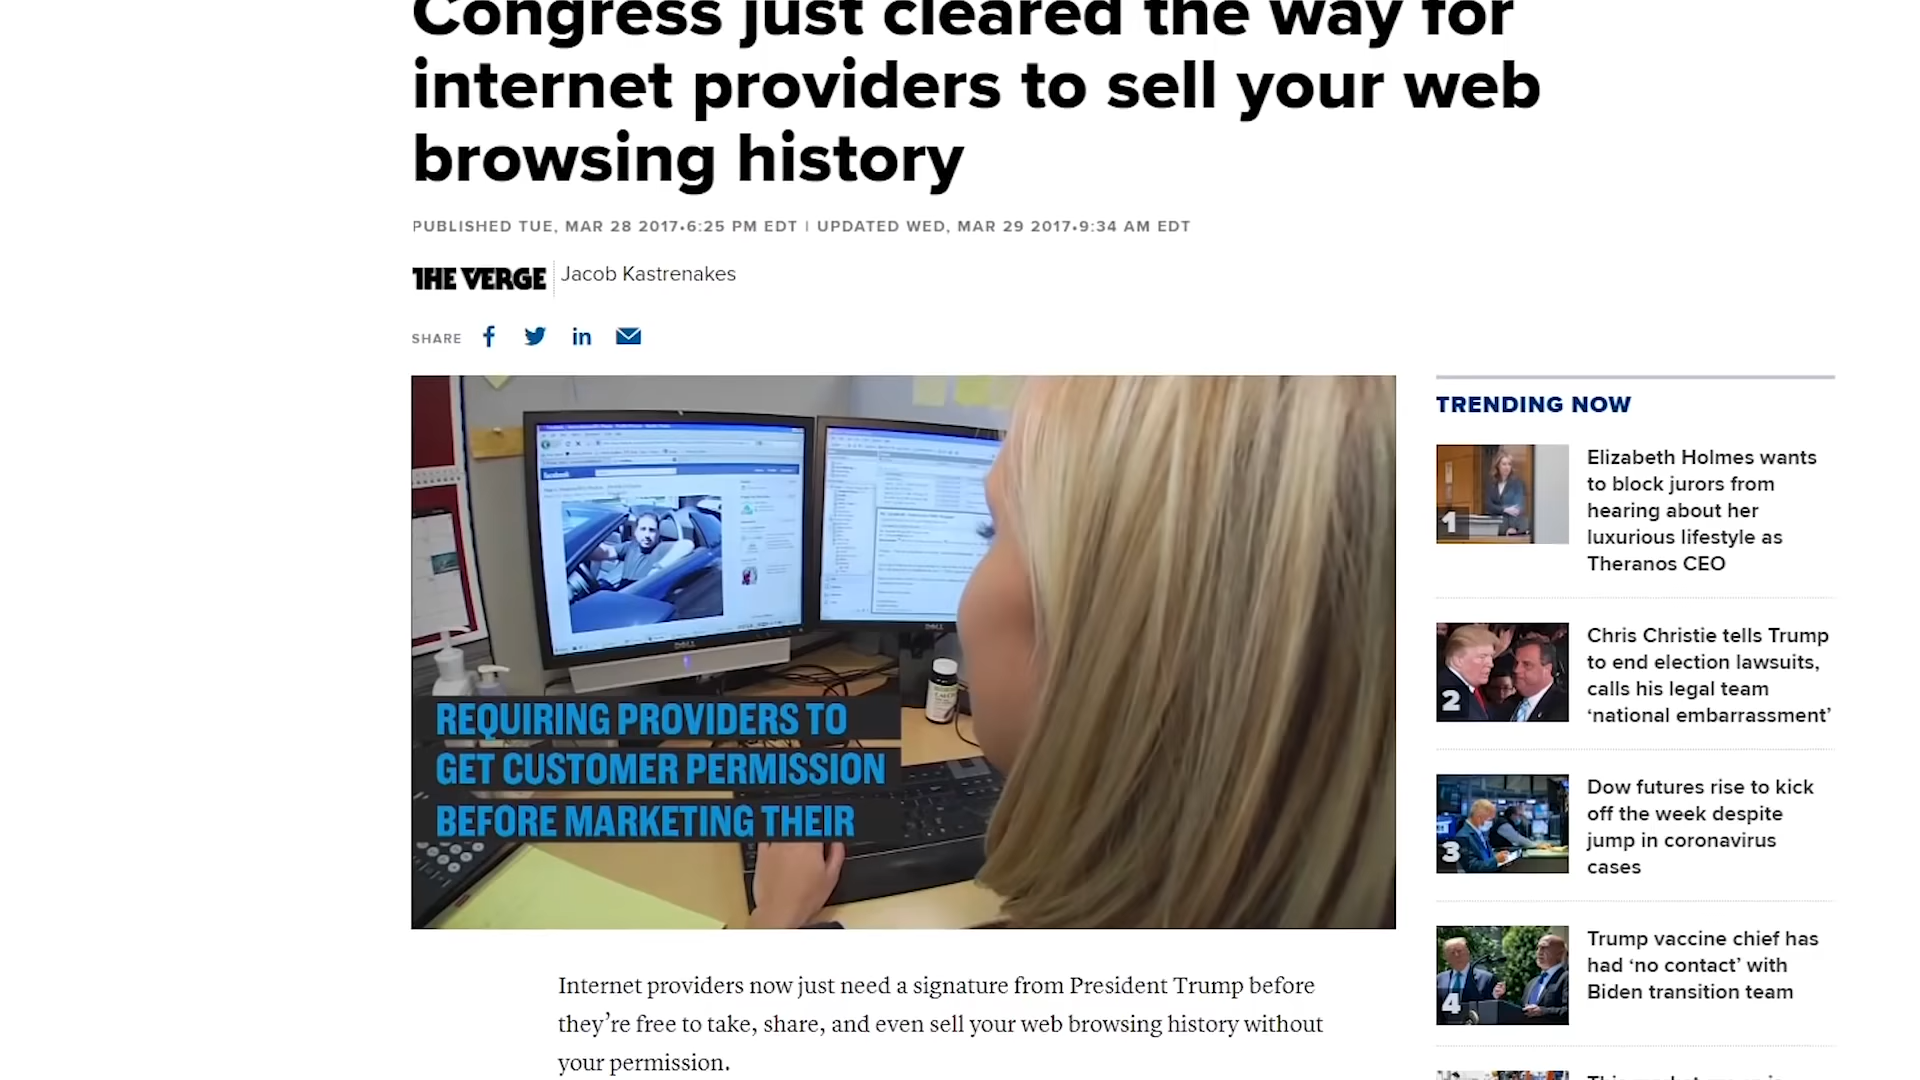 Congress just cleared the way for
internet providers to sell your web
browsing history
PUBLISHED TUE, MAR 28 2017•6:25 PM EDT | UPDATED WED, MAR 29 2017•9:34 AM EDT
THE VERGE
Jacob Kastrenakes
SHARE
facebook
DELL
DELL
REQUIRING PROVIDERS TO
GET CUSTOMER PERMISSION
BEFORE MARKETING THEIR
Internet providers now just need a signature from President Trump before
they’re free to take, share, and even sell your web browsing history without
your permission.
TRENDING NOW
1
Elizabeth Holmes wants
to block jurors from
hearing about her
luxurious lifestyle as
Theranos CEO
2
Chris Christie tells Trump
to end election lawsuits,
calls his legal team
‘national embarrassment’
3
Dow futures rise to kick
off the week despite
jump in coronavirus
cases
4
Trump vaccine chief has
had ‘no contact’ with
Biden transition team